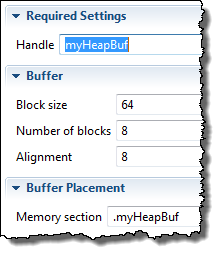 Required Settings
Handle myHeapBuf
Buffer
Block size 64
Number of blocks 8
Alignment 8
Buffer Placement
Memory section .myHeapBuf